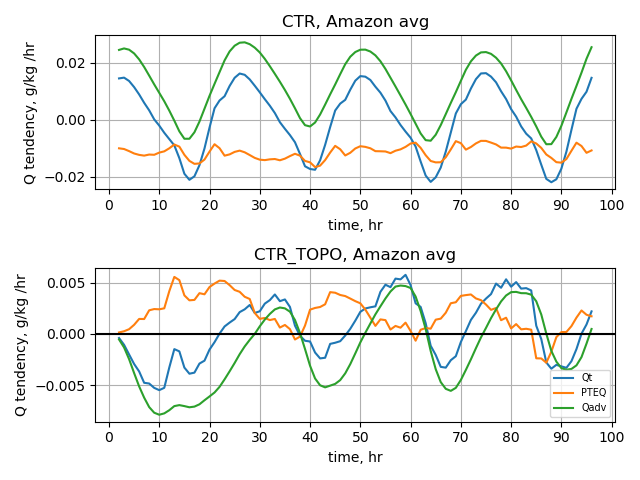 CTR, Amazon avg
Q tendency, g/kg /hr
0.02
0.00
−0.02
0 10 20 30 40 50 60 70 80 90 100
time, hr
CTR_TOPO, Amazon avg
Q tendency, g/kg /hr
0.005
0.000
−0.005
Qt
PTEQ
Qadv
0 10 20 30 40 50 60 70 80 90 100
time, hr